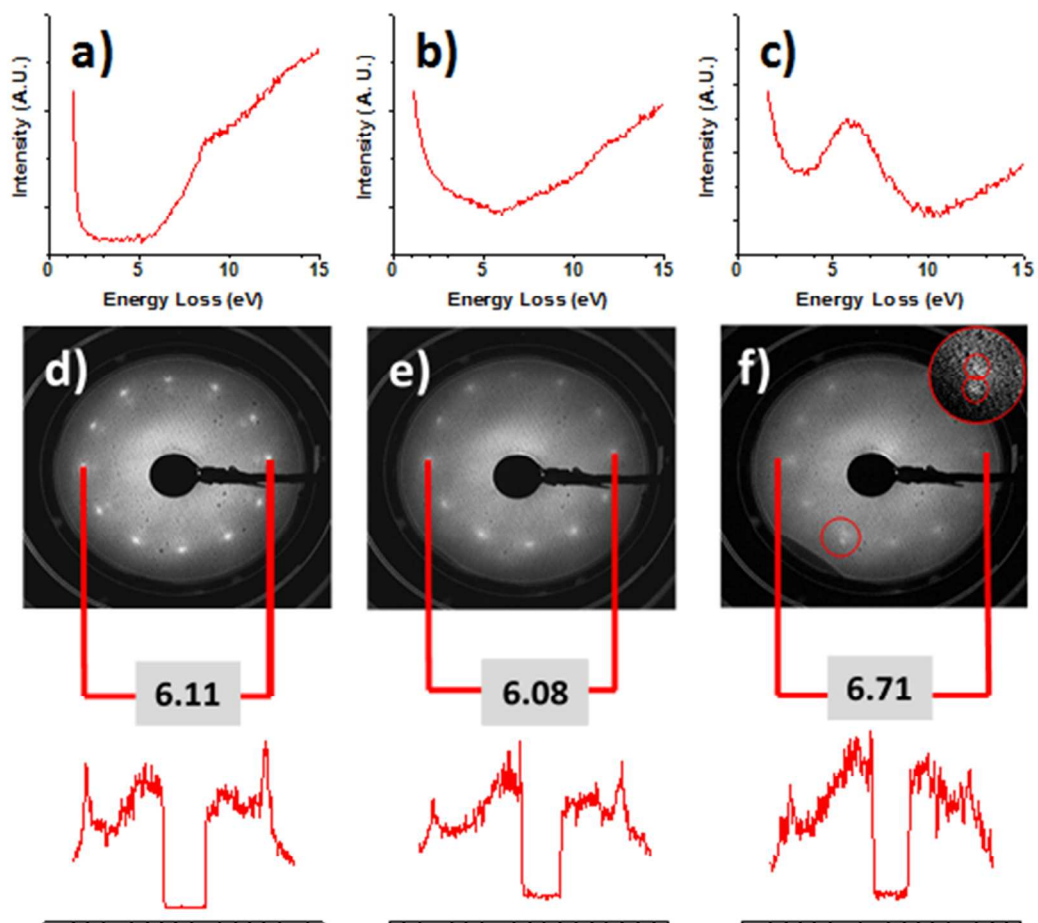 a)
Intensity (A.U.)
0 5 10 15
Energy Loss (eV)
b)
Intensity (A.U.)
0 5 10 15
Energy Loss (eV)
c)
Intensity (A.U.)
0 5 10 15
Energy Loss (eV)
d)
e)
f)
6.11
6.08
6.71